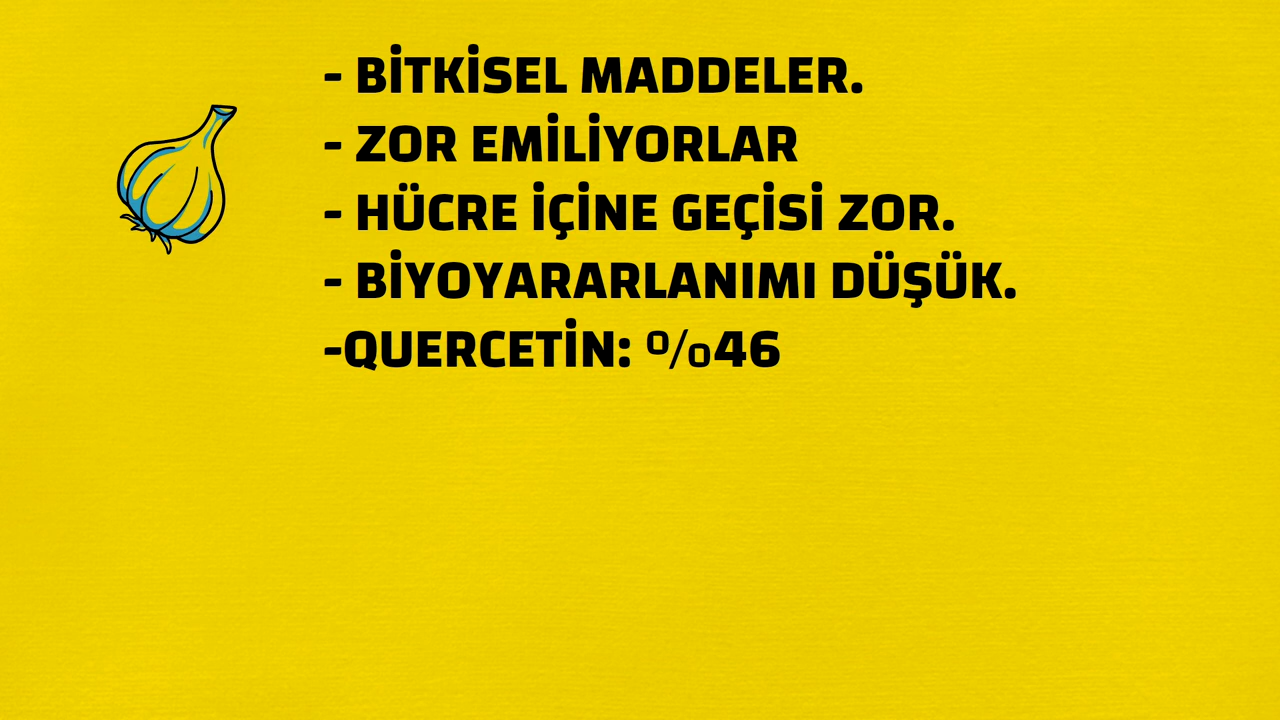 - BİTKİSEL MADDELER.
- ZOR EMİLİYORLAR
- HÜCRE İÇİNE GEÇİSİ ZOR.
- BİYOYARARLANIMI DÜŞÜK.
-QUERCETİN: %46